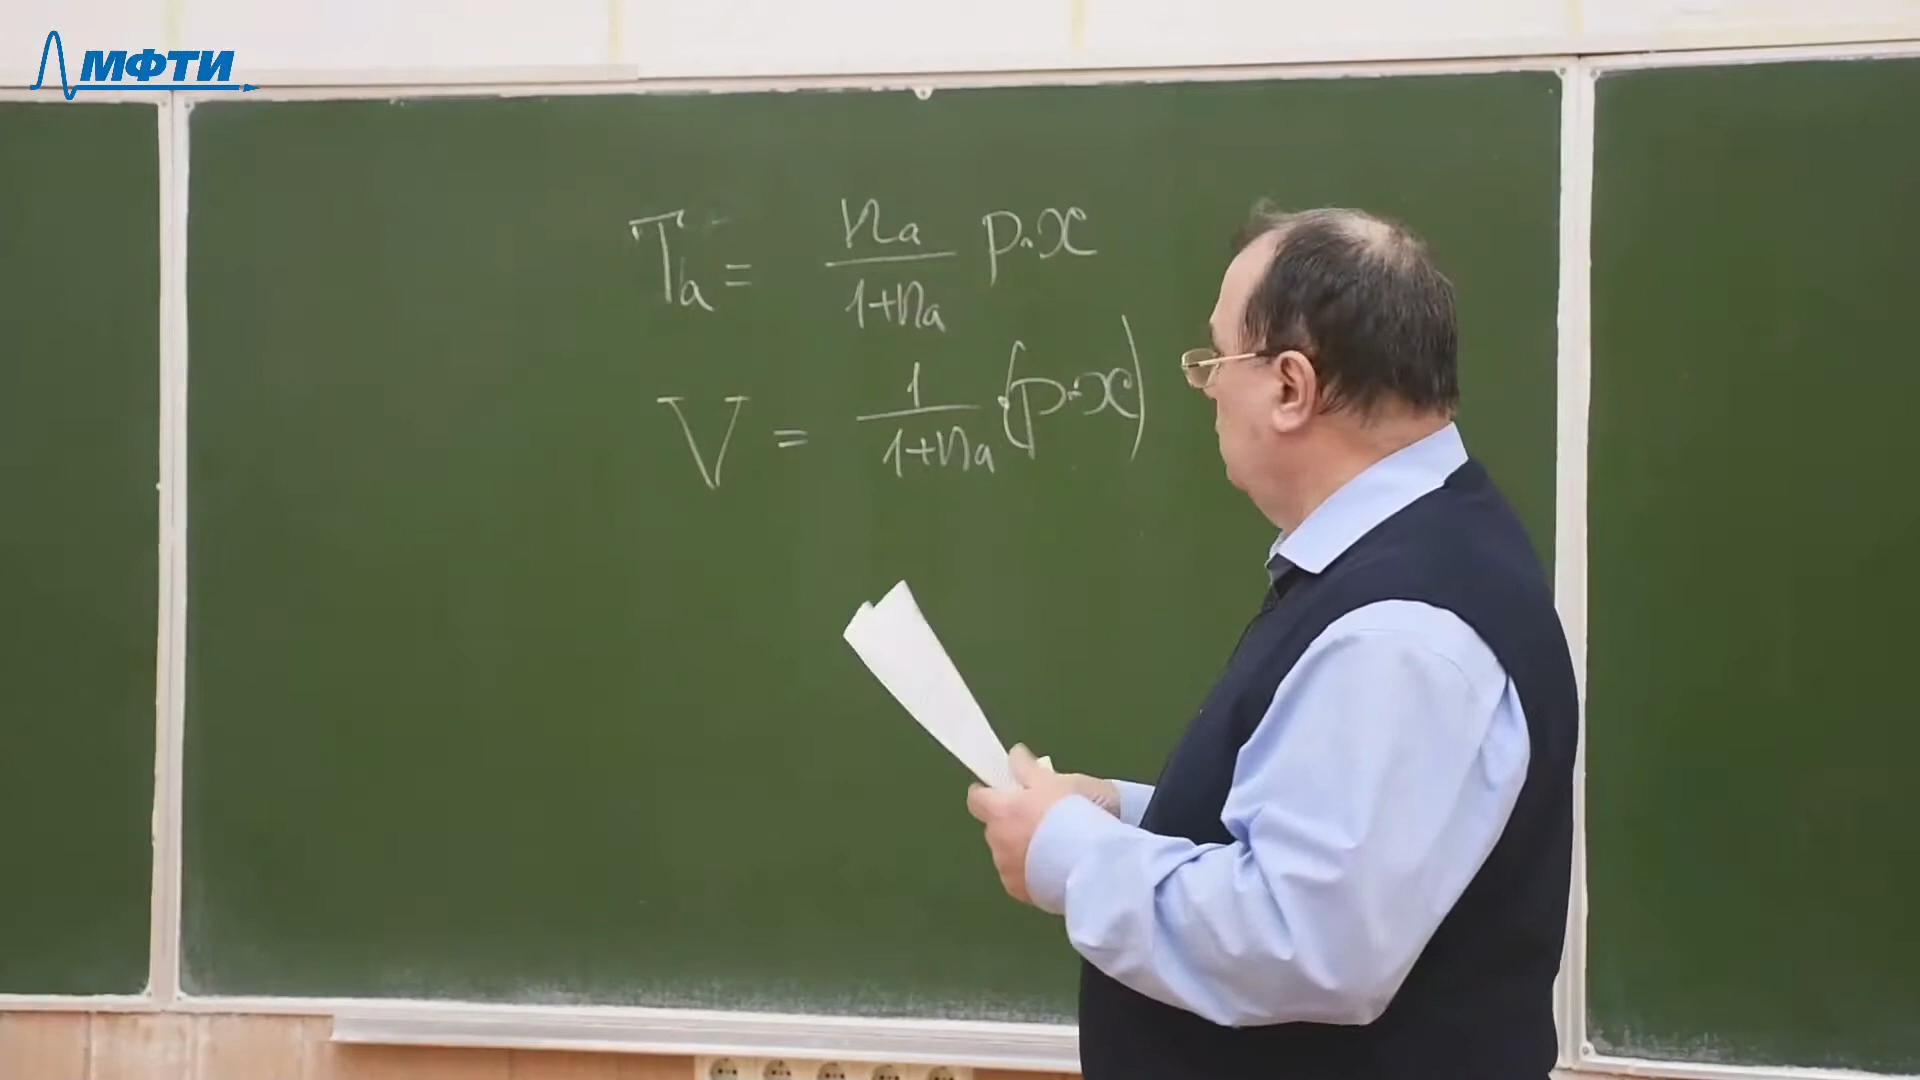 МФТИ
Tₐ = nₐ/(1+nₐ) p·x
V = 1/(1+nₐ) · (p·x)